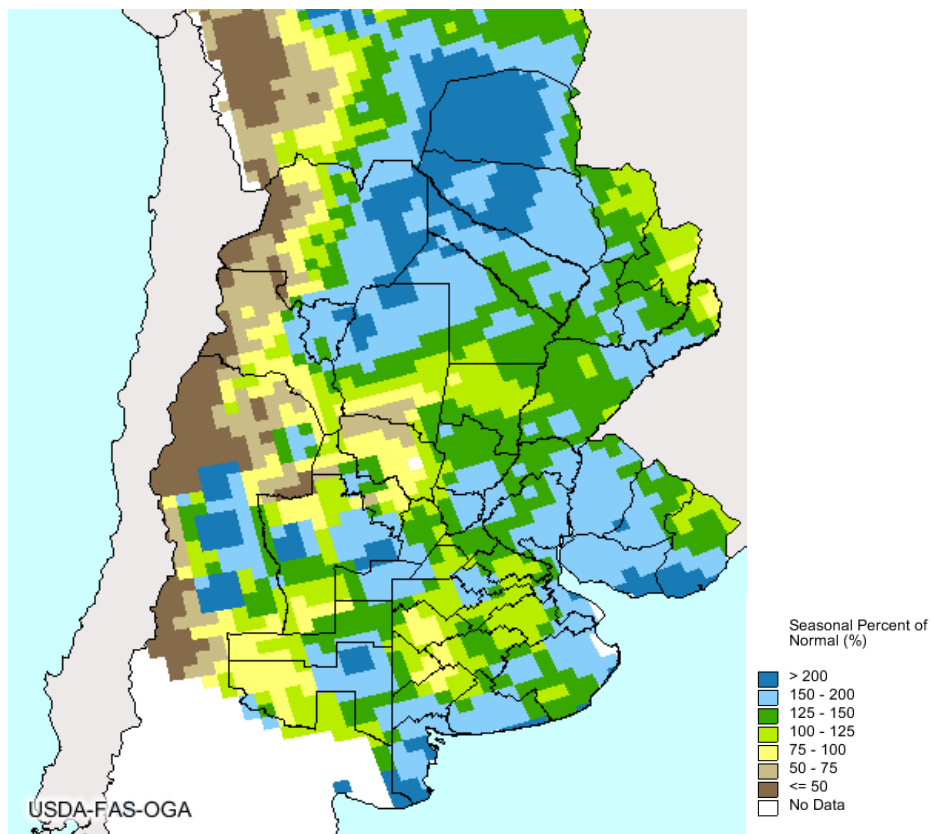 Seasonal Percent of
Normal (%)
> 200
150 - 200
125 - 150
100 - 125
75 - 100
50 - 75
<= 50
No Data
USDA-FAS-OGA